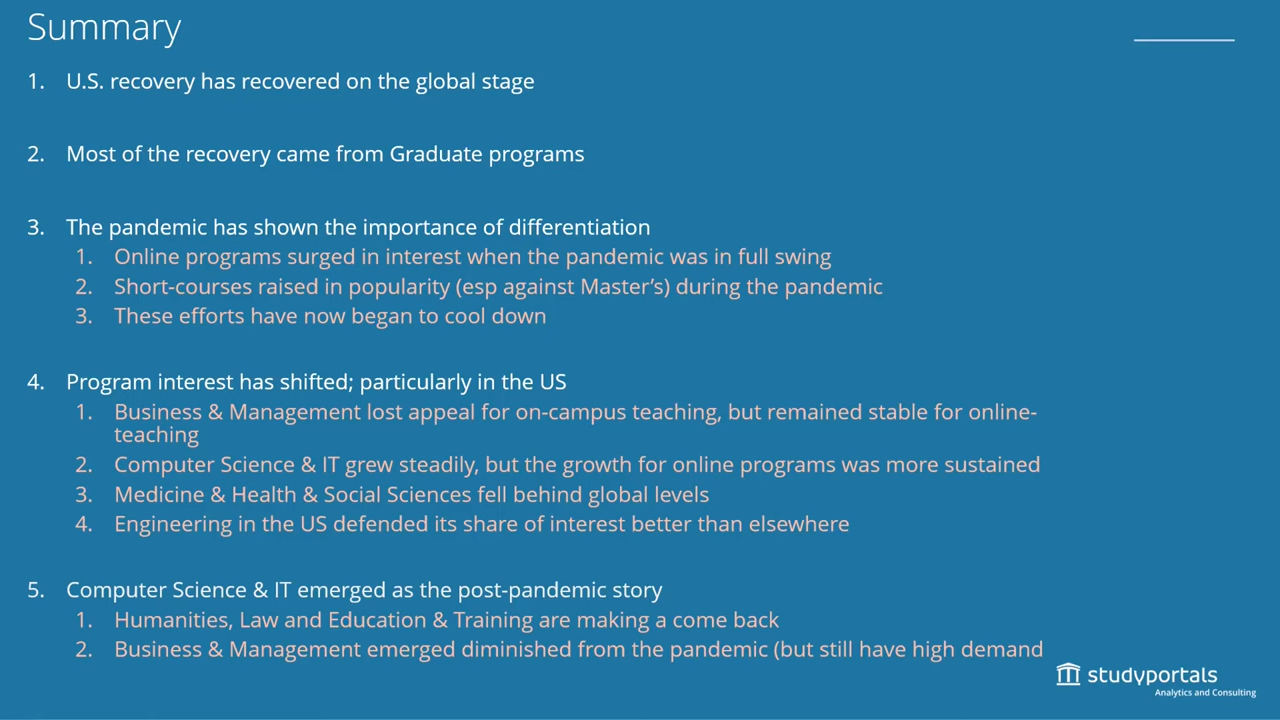 Summary
1. U.S. recovery has recovered on the global stage
2. Most of the recovery came from Graduate programs
3. The pandemic has shown the importance of differentiation
1. Online programs surged in interest when the pandemic was in full swing
2. Short-courses raised in popularity (esp against Master's) during the pandemic
3. These efforts have now began to cool down
4. Program interest has shifted; particularly in the US
1. Business & Management lost appeal for on-campus teaching, but remained stable for online-
teaching
2. Computer Science & IT grew steadily, but the growth for online programs was more sustained
3. Medicine & Health & Social Sciences fell behind global levels
4. Engineering in the US defended its share of interest better than elsewhere
5. Computer Science & IT emerged as the post-pandemic story
1. Humanities, Law and Education & Training are making a come back
2. Business & Management emerged diminished from the pandemic (but still have high demand
studyportals
Analytics and Consulting